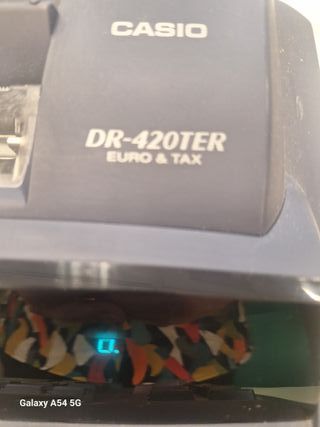 CASIO
DR-420TER
EURO & TAX
0.
Galaxy A54 5G